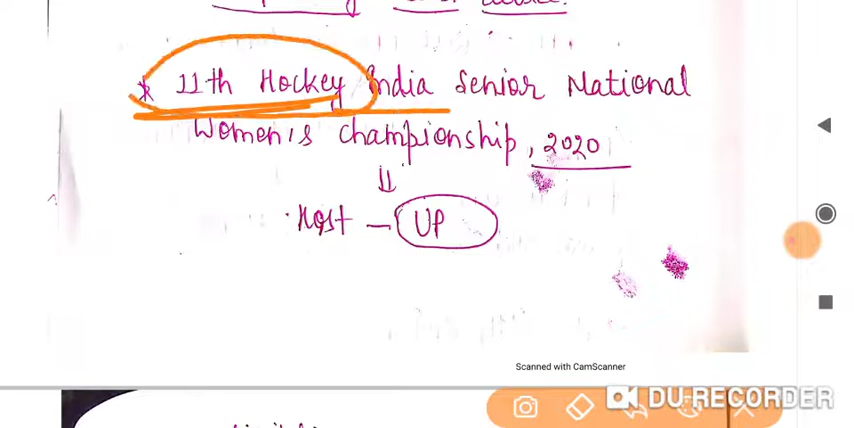 * 11th Hockey India Senior National
Women's Championship, 2020
Host - UP
Scanned with CamScanner
DU RECORDER